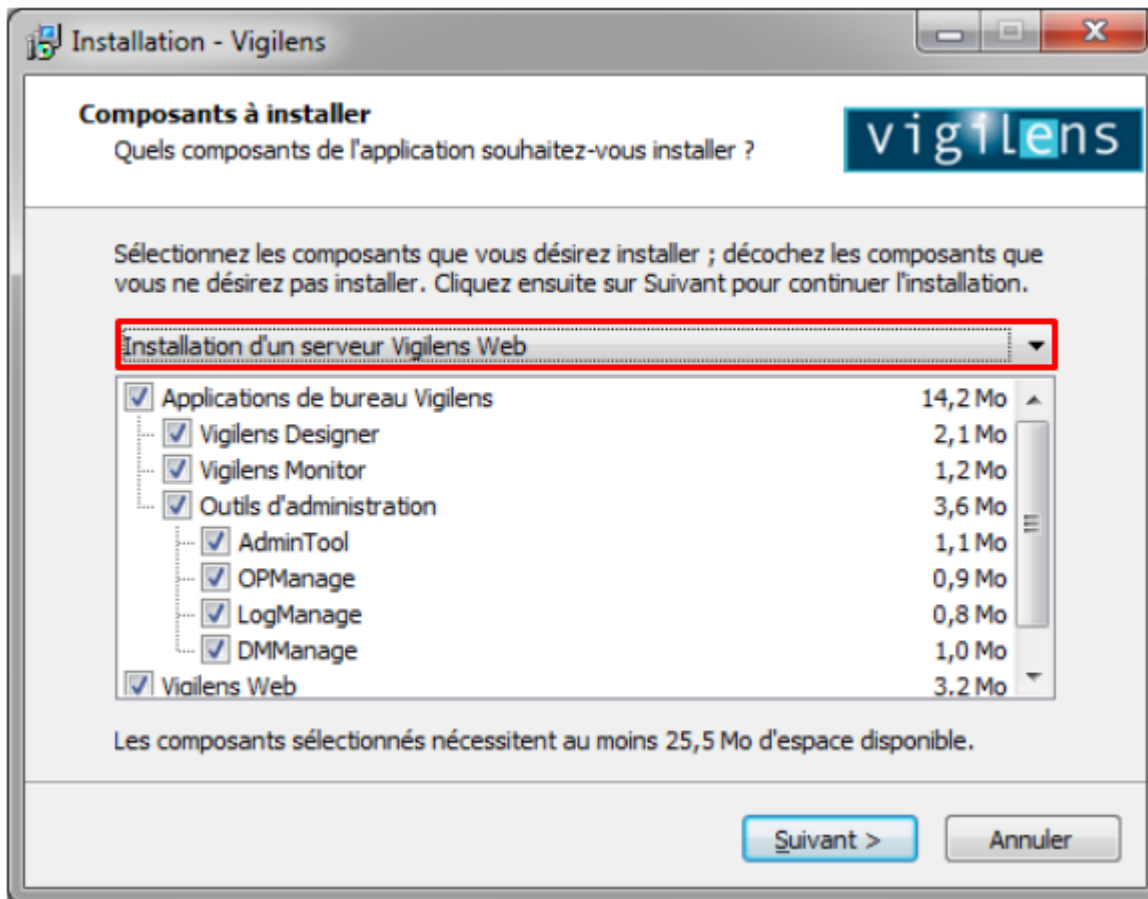 Installation - Vigilens
Composants à installer
Quels composants de l'application souhaitez-vous installer ?
vigilens
Sélectionnez les composants que vous désirez installer ; décochez les composants que
vous ne désirez pas installer. Cliquez ensuite sur Suivant pour continuer l'installation.
Installation d'un serveur Vigilens Web
Applications de bureau Vigilens 14,2 Mo
Vigilens Designer 2,1 Mo
Vigilens Monitor 1,2 Mo
Outils d'administration 3,6 Mo
AdminTool 1,1 Mo
OPManage 0,9 Mo
LogManage 0,8 Mo
DMManage 1,0 Mo
Vigilens Web 3,2 Mo
Les composants sélectionnés nécessitent au moins 25,5 Mo d'espace disponible.
Suivant > Annuler